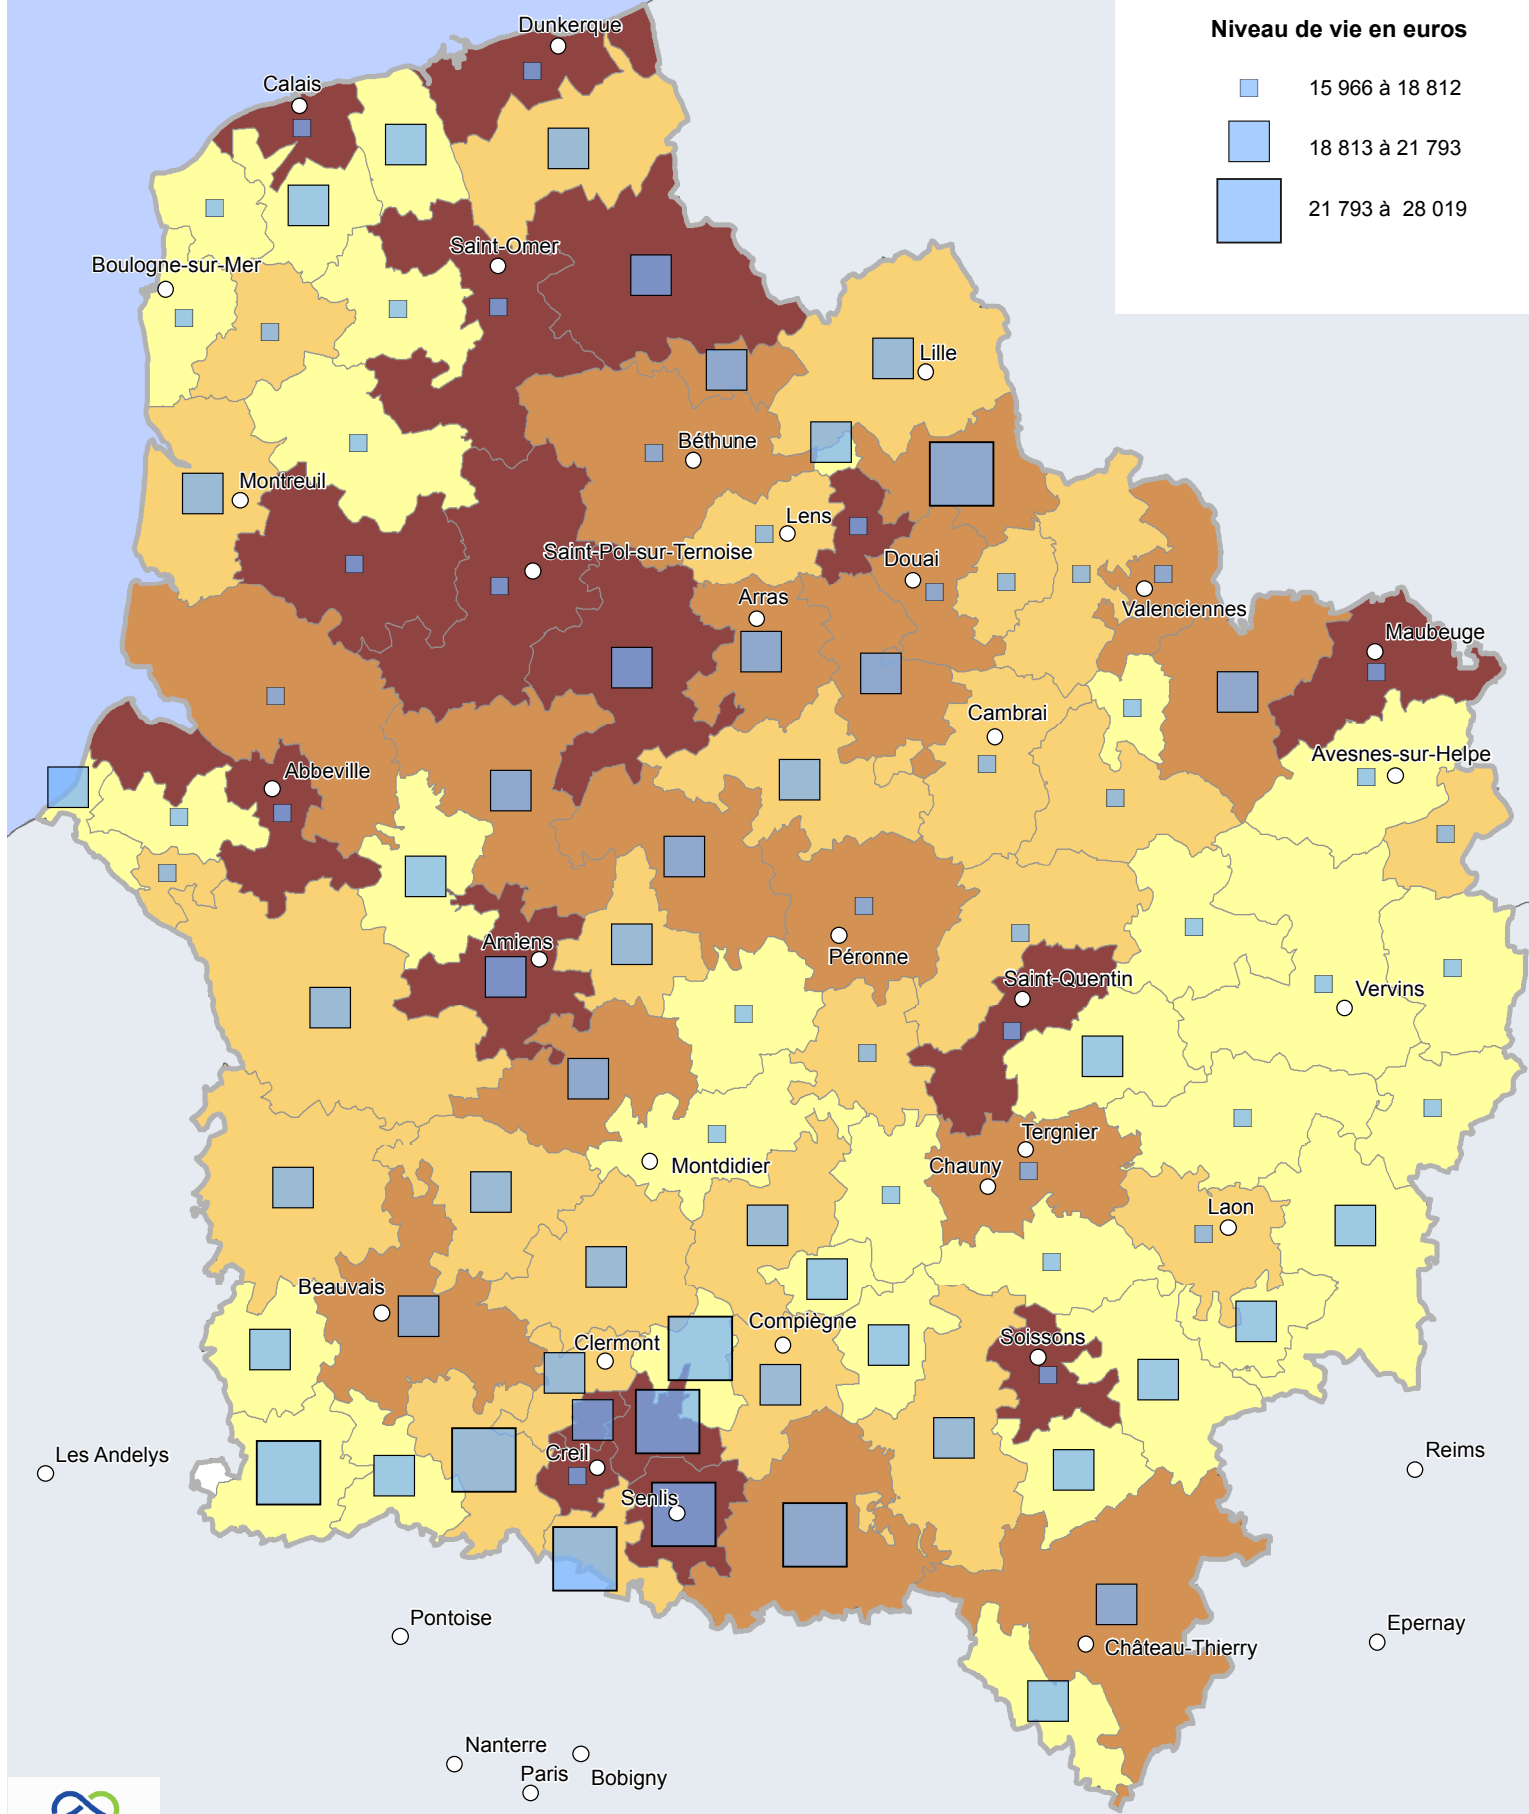 Niveau de vie en euros
15 966 à 18 812
18 813 à 21 793
21 793 à 28 019
Dunkerque
Calais
Saint-Omer
Boulogne-sur-Mer
Lille
Béthune
Montreuil
Lens
Saint-Pol-sur-Ternoise
Douai
Arras
Valenciennes
Maubeuge
Cambrai
Avesnes-sur-Helpe
Abbeville
Amiens
Péronne
Saint-Quentin
Vervins
Tergnier
Montdidier
Chauny
Laon
Beauvais
Compiègne
Clermont
Soissons
Les Andelys
Creil
Reims
Senlis
Pontoise
Epernay
Château-Thierry
Nanterre
Paris
Bobigny